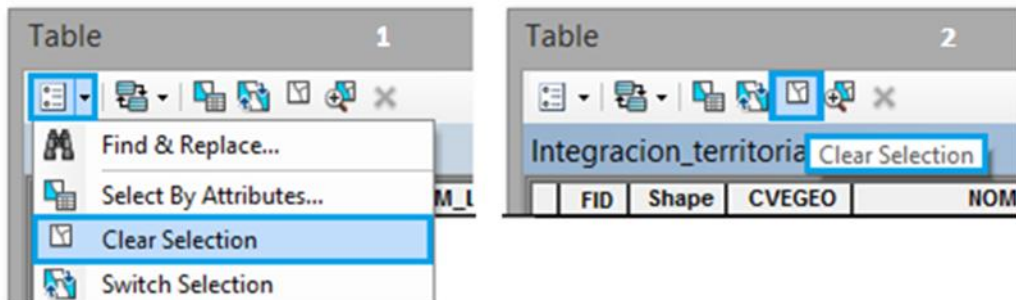 Table 1
Find & Replace...
Select By Attributes...
Clear Selection
Switch Selection
M_L
Table 2
Integracion_territoria
Clear Selection
FID Shape CVEGEO NOM